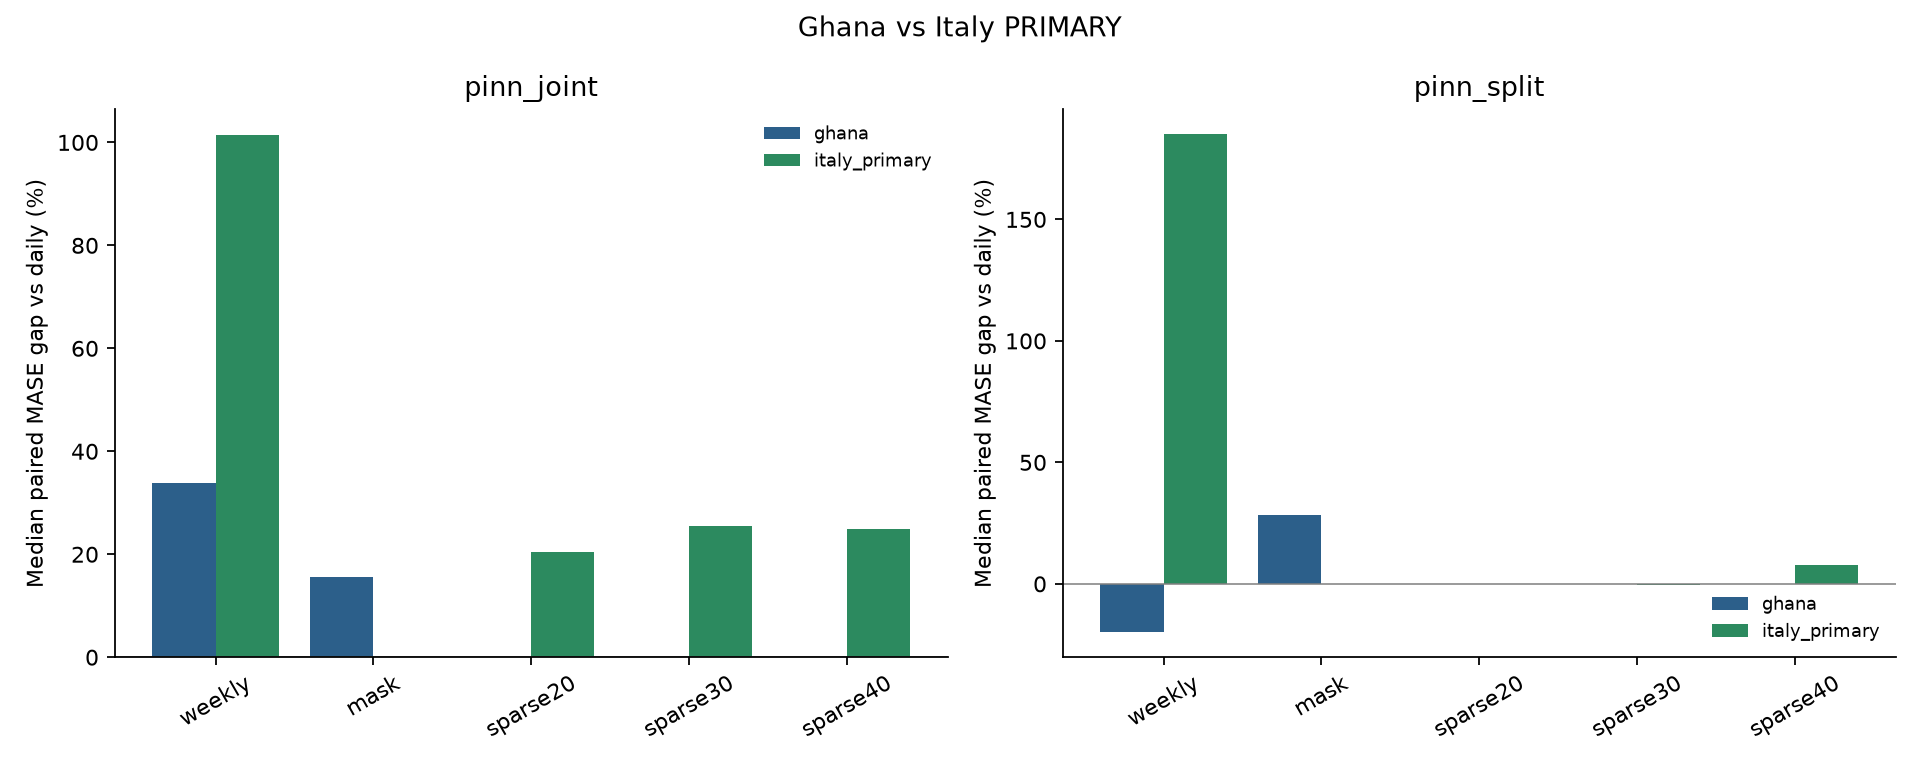 Ghana vs Italy PRIMARY
pinn_joint
Median paired MASE gap vs daily (%)
100
80
60
40
20
0
ghana
italy_primary
weekly
mask
sparse20
sparse30
sparse40
pinn_split
Median paired MASE gap vs daily (%)
150
100
50
0
ghana
italy_primary
weekly
mask
sparse20
sparse30
sparse40